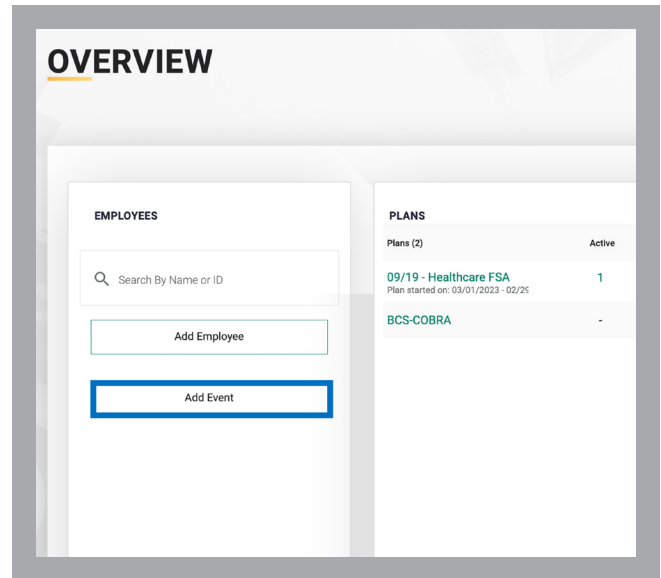 OVERVIEW
EMPLOYEES
Search By Name or ID
Add Employee
Add Event
PLANS
Plans (2) Active
09/19 - Healthcare FSA 1
Plan started on: 03/01/2023 - 02/29
BCS-COBRA -